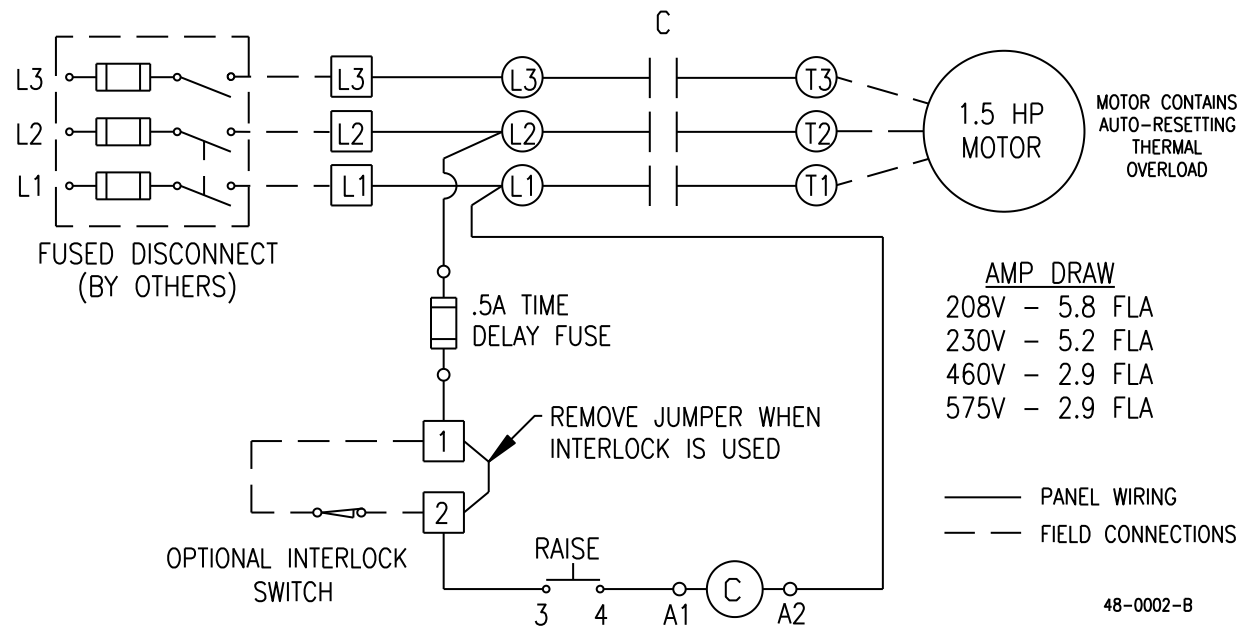 C
L3 L3 L3 T3
L2 L2 L2 T2
L1 L1 L1 T1
1.5 HP
MOTOR
MOTOR CONTAINS
AUTO-RESETTING
THERMAL
OVERLOAD
FUSED DISCONNECT
(BY OTHERS)
.5A TIME
DELAY FUSE
AMP DRAW
208V - 5.8 FLA
230V - 5.2 FLA
460V - 2.9 FLA
575V - 2.9 FLA
1
REMOVE JUMPER WHEN
INTERLOCK IS USED
2
OPTIONAL INTERLOCK
SWITCH
RAISE
3 4 A1 C A2
PANEL WIRING
FIELD CONNECTIONS
48-0002-B